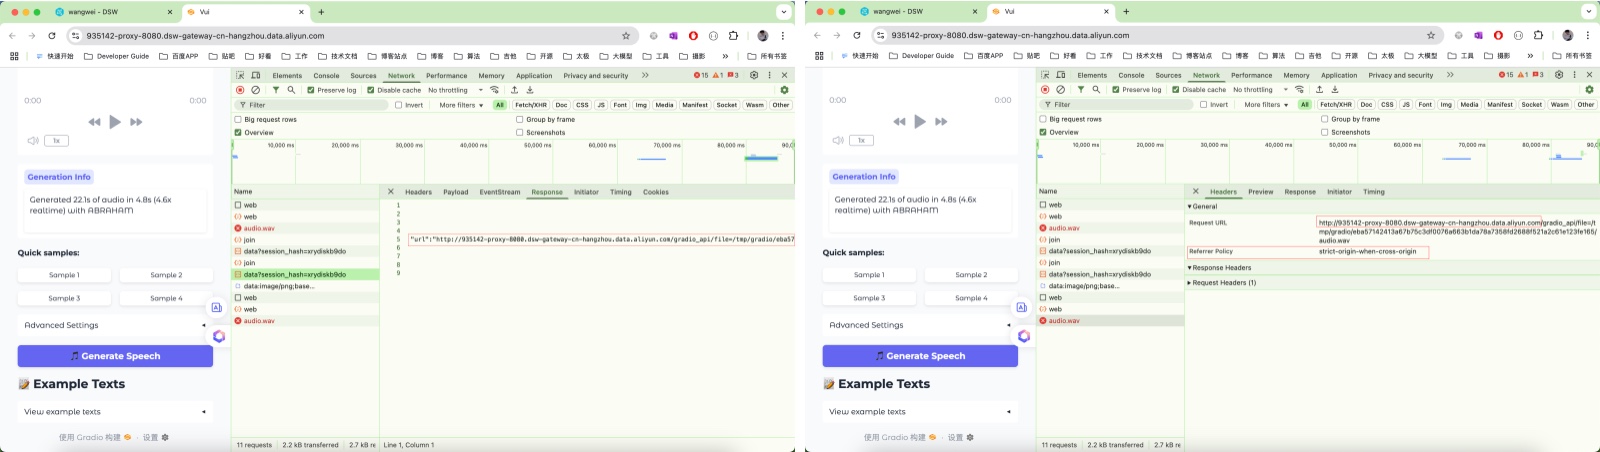 wangwei - DSW
Vui
935142-proxy-8080.dsw-gateway-cn-hangzhou.data.aliyun.com
快速开始 Developer Guide 百度APP 贴吧 好看 工作 技术文档 博客站点 博客 算法 吉他 开源 太极 大模型 工具 摄影 » 所有书签
0:00 0:00
1x
Generation Info
Generated 22.1s of audio in 4.8s (4.6x
realtime) with ABRAHAM
Quick samples:
Sample 1 Sample 2
Sample 3 Sample 4
Advanced Settings
🎵 Generate Speech
📝 Example Texts
View example texts
使用 Gradio 构建 · 设置
Elements Console Sources Network Performance Memory Application Privacy and security » 15 1 3
Preserve log Disable cache No throttling
Filter Invert More filters All Fetch/XHR Doc CSS JS Font Img Media Manifest Socket Wasm Other
Big request rows Group by frame
Overview Screenshots
10,000 ms 20,000 ms 30,000 ms 40,000 ms 50,000 ms 60,000 ms 70,000 ms 80,000 ms 90,0
Name Headers Payload EventStream Response Initiator Timing Cookies
web
web
audio.wav
join
data?session_hash=xrydiskb9do
join
data?session_hash=xrydiskb9do
data:image/png;base...
web
web
audio.wav
1
2
3
4
5 "url":"http://935142-proxy-8080.dsw-gateway-cn-hangzhou.data.aliyun.com/gradio_api/file=/tmp/gradio/eba57
6
7
8
9
11 requests 2.2 kB transferred 2.7 kB re Line 1, Column 1
wangwei - DSW
Vui
935142-proxy-8080.dsw-gateway-cn-hangzhou.data.aliyun.com
快速开始 Developer Guide 百度APP 贴吧 好看 工作 技术文档 博客站点 博客 算法 吉他 开源 太极 大模型 工具 摄影 » 所有书签
0:00 0:00
1x
Generation Info
Generated 22.1s of audio in 4.8s (4.6x
realtime) with ABRAHAM
Quick samples:
Sample 1 Sample 2
Sample 3 Sample 4
Advanced Settings
🎵 Generate Speech
📝 Example Texts
View example texts
使用 Gradio 构建 · 设置
Elements Console Sources Network Performance Memory Application Privacy and security » 15 1 3
Preserve log Disable cache No throttling
Filter Invert More filters All Fetch/XHR Doc CSS JS Font Img Media Manifest Socket Wasm Other
Big request rows Group by frame
Overview Screenshots
10,000 ms 20,000 ms 30,000 ms 40,000 ms 50,000 ms 60,000 ms 70,000 ms 80,000 ms 90,0
Name Headers Preview Response Initiator Timing
web
web
audio.wav
join
data?session_hash=xrydiskb9do
join
data?session_hash=xrydiskb9do
data:image/png;base...
web
web
audio.wav
General
Request URL http://935142-proxy-8080.dsw-gateway-cn-hangzhou.data.aliyun.com/gradio_api/file=/t
mp/gradio/eba57142413a67b75c3df0076a663b1da78a7358fd2688f521a2c61e123fe165/
audio.wav
Referrer Policy strict-origin-when-cross-origin
Response Headers
Request Headers (1)
11 requests 2.2 kB transferred 2.7 kB re